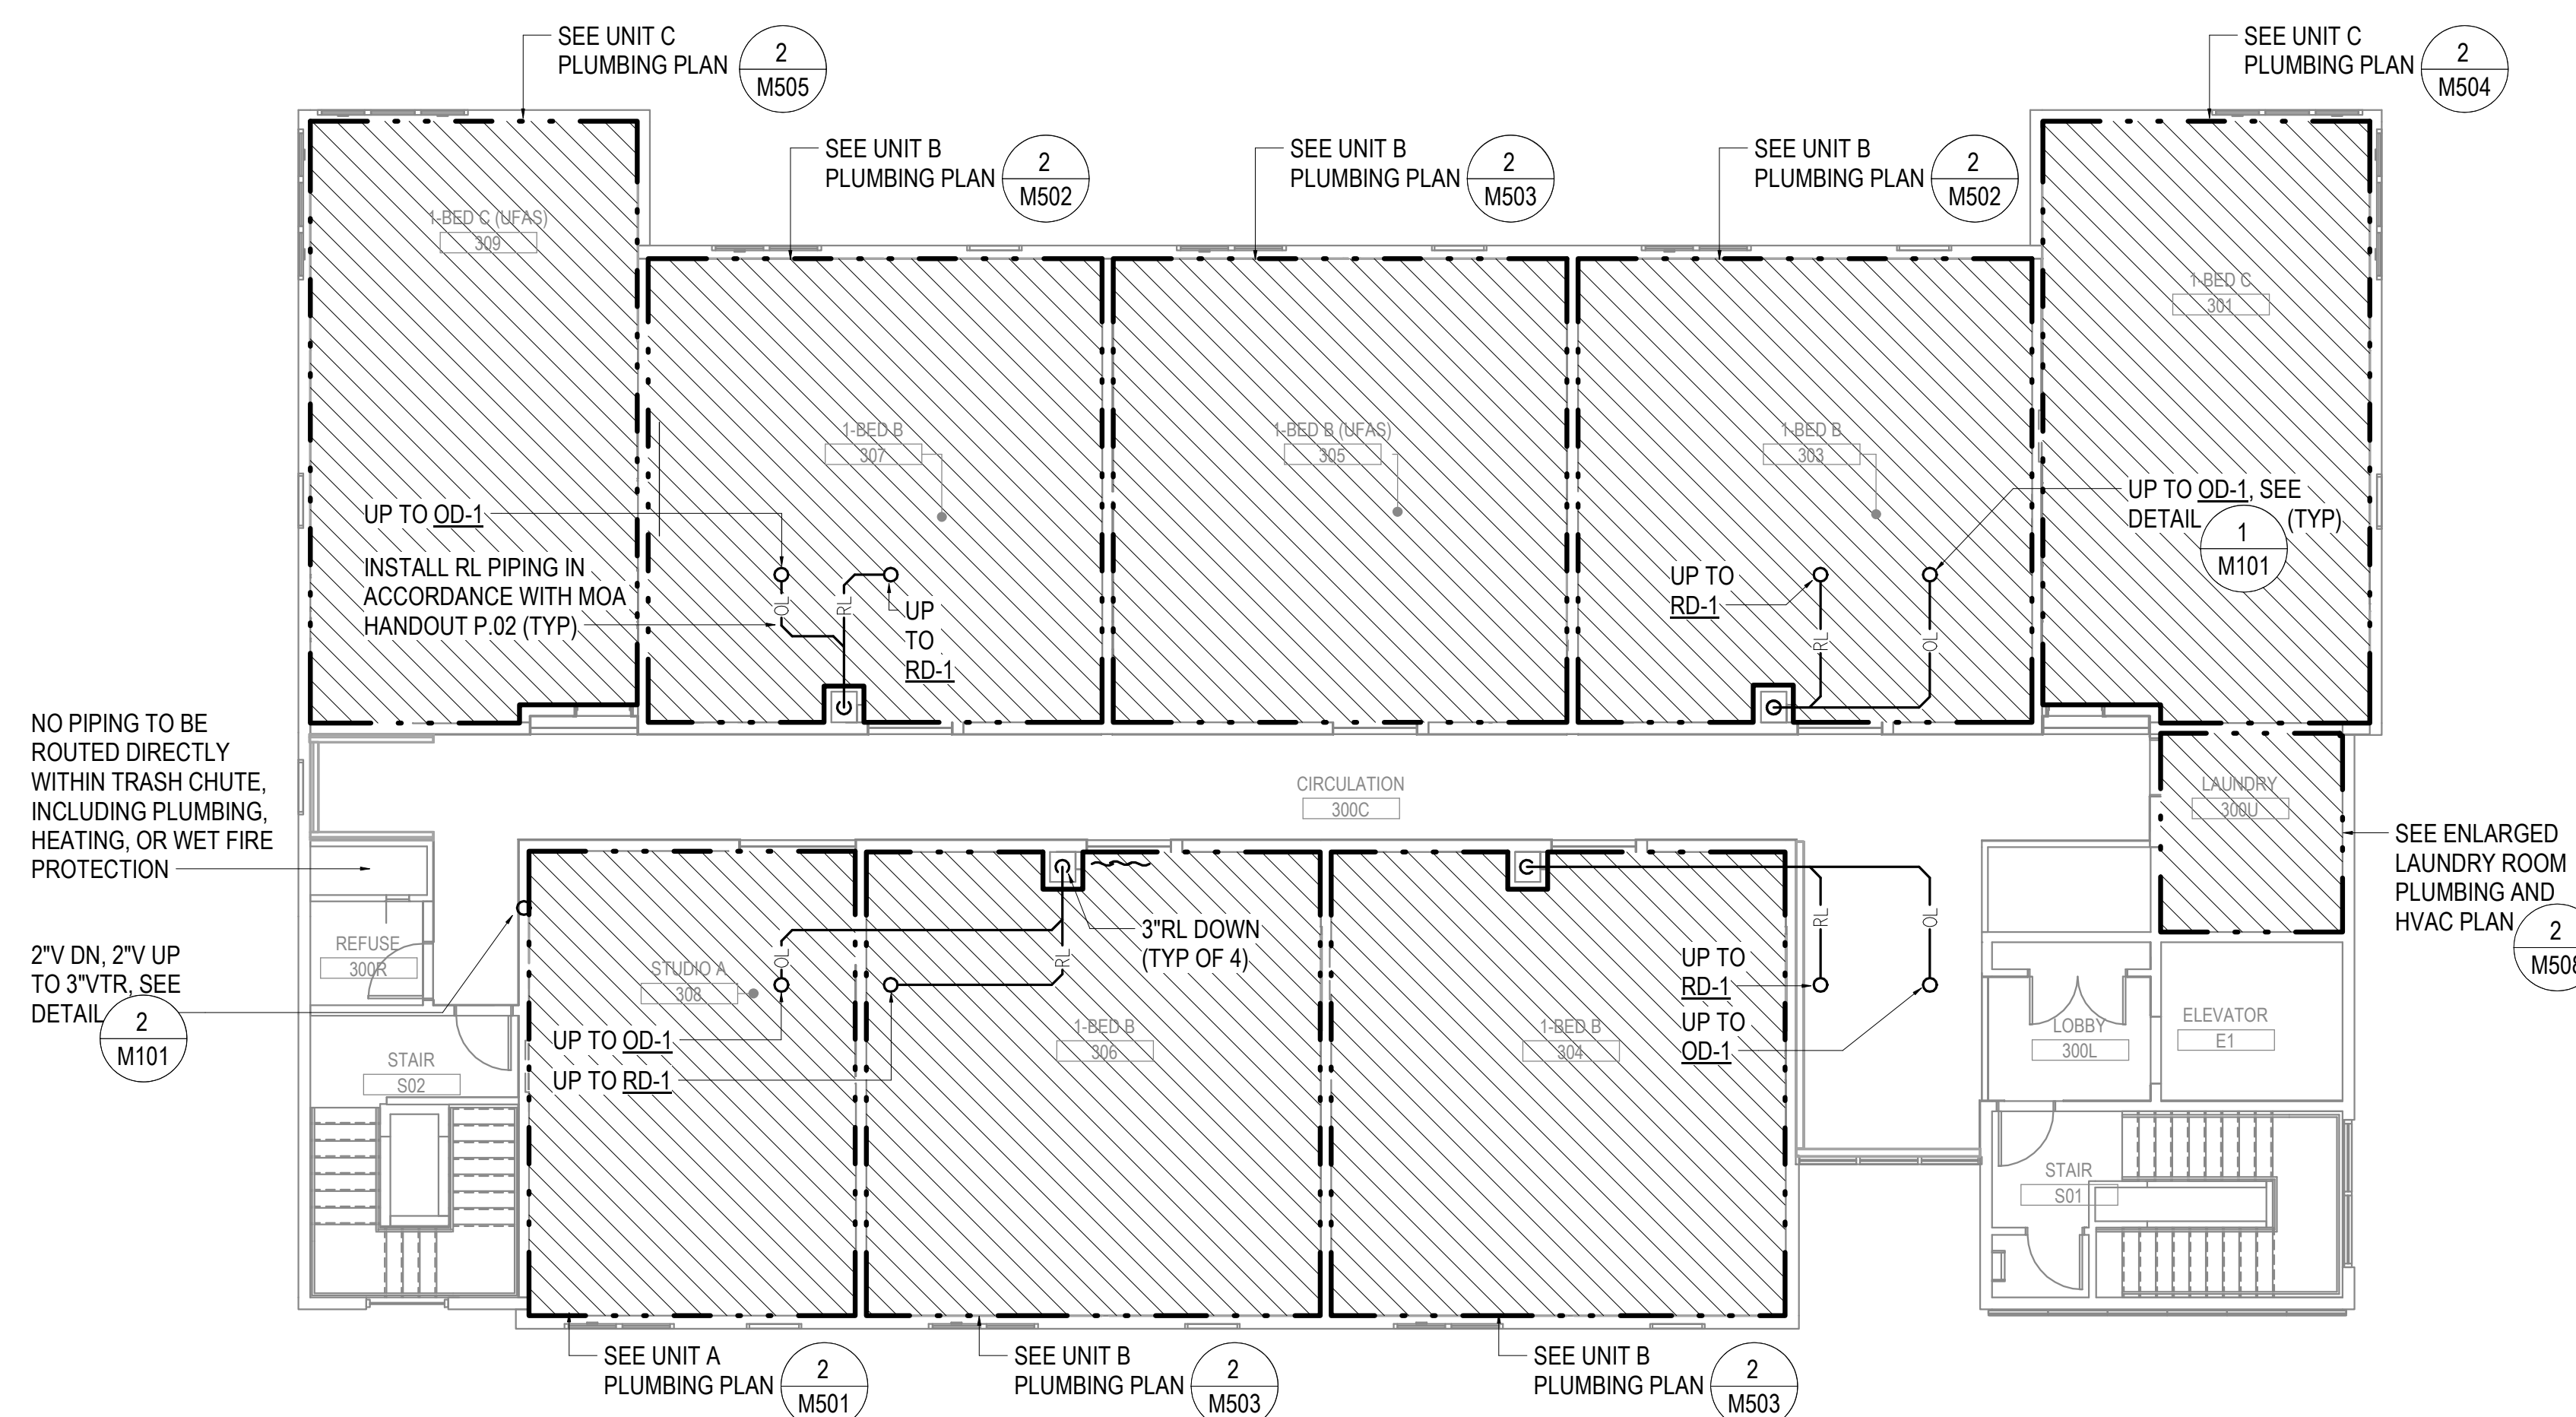 SEE UNIT C
PLUMBING PLAN
2
M505
SEE UNIT C
PLUMBING PLAN
2
M504
SEE UNIT B
PLUMBING PLAN
2
M502
SEE UNIT B
PLUMBING PLAN
2
M503
SEE UNIT B
PLUMBING PLAN
2
M502
1-BED C (UFAS)
309
1-BED C
301
1-BED B
307
1-BED B (UFAS)
305
1-BED B
303
UP TO OD-1
INSTALL RL PIPING IN
ACCORDANCE WITH MOA
HANDOUT P.02 (TYP)
OL
RL
UP
TO
RD-1
UP TO
RD-1
RL
OL
UP TO OD-1, SEE
DETAIL
1
M101
(TYP)
NO PIPING TO BE
ROUTED DIRECTLY
WITHIN TRASH CHUTE,
INCLUDING PLUMBING,
HEATING, OR WET FIRE
PROTECTION
CIRCULATION
300C
LAUNDRY
300U
SEE ENLARGED
LAUNDRY ROOM
PLUMBING AND
HVAC PLAN
2
M508
2"V DN, 2"V UP
TO 3"VTR, SEE
DETAIL
2
M101
REFUSE
300R
STUDIO A
308
OL
RL
3"RL DOWN
(TYP OF 4)
UP TO OD-1
UP TO RD-1
1-BED B
306
1-BED B
304
UP TO
RD-1
UP TO
OD-1
RL
OL
LOBBY
300L
ELEVATOR
E1
STAIR
S02
STAIR
S01
SEE UNIT A
PLUMBING PLAN
2
M501
SEE UNIT B
PLUMBING PLAN
2
M503
SEE UNIT B
PLUMBING PLAN
2
M503